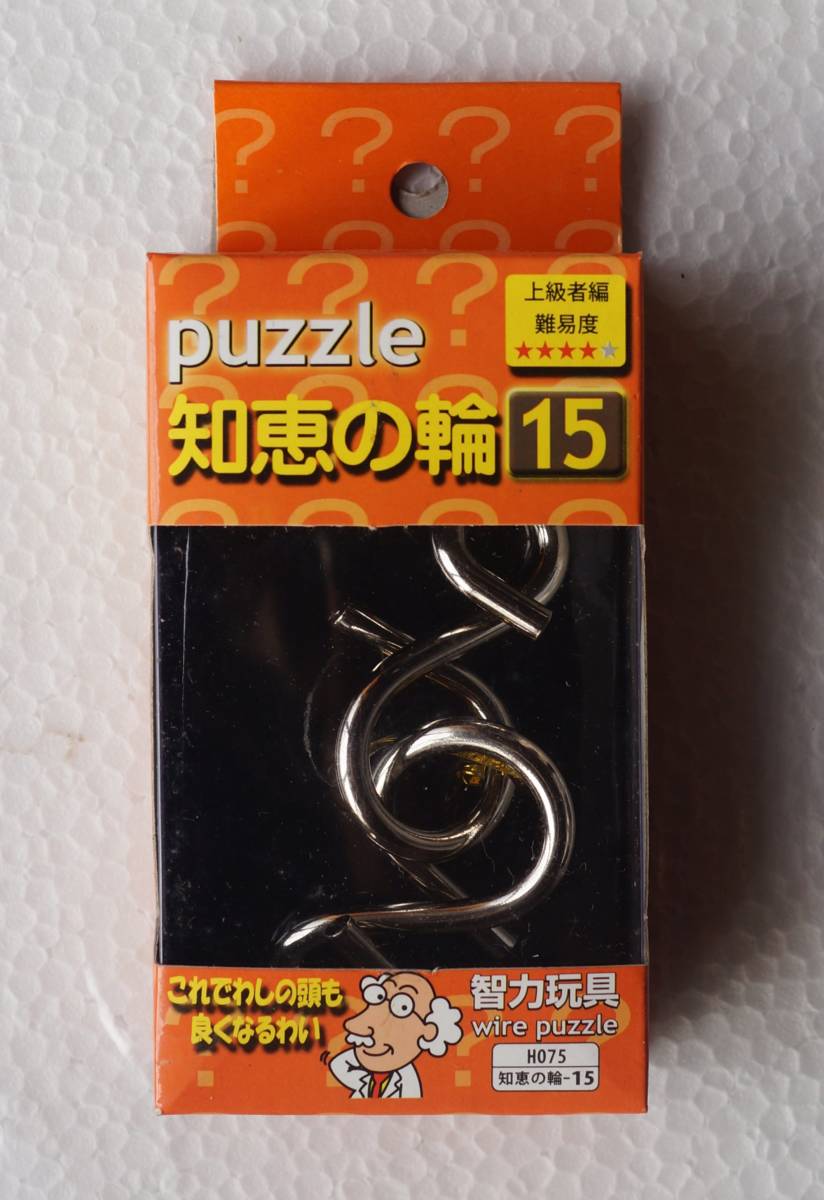 上級者編
難易度
★★★★★
puzzle
知恵の輪 15
これでわしの頭も
良くなるわい
智力玩具
wire puzzle
H075
知恵の輪-15